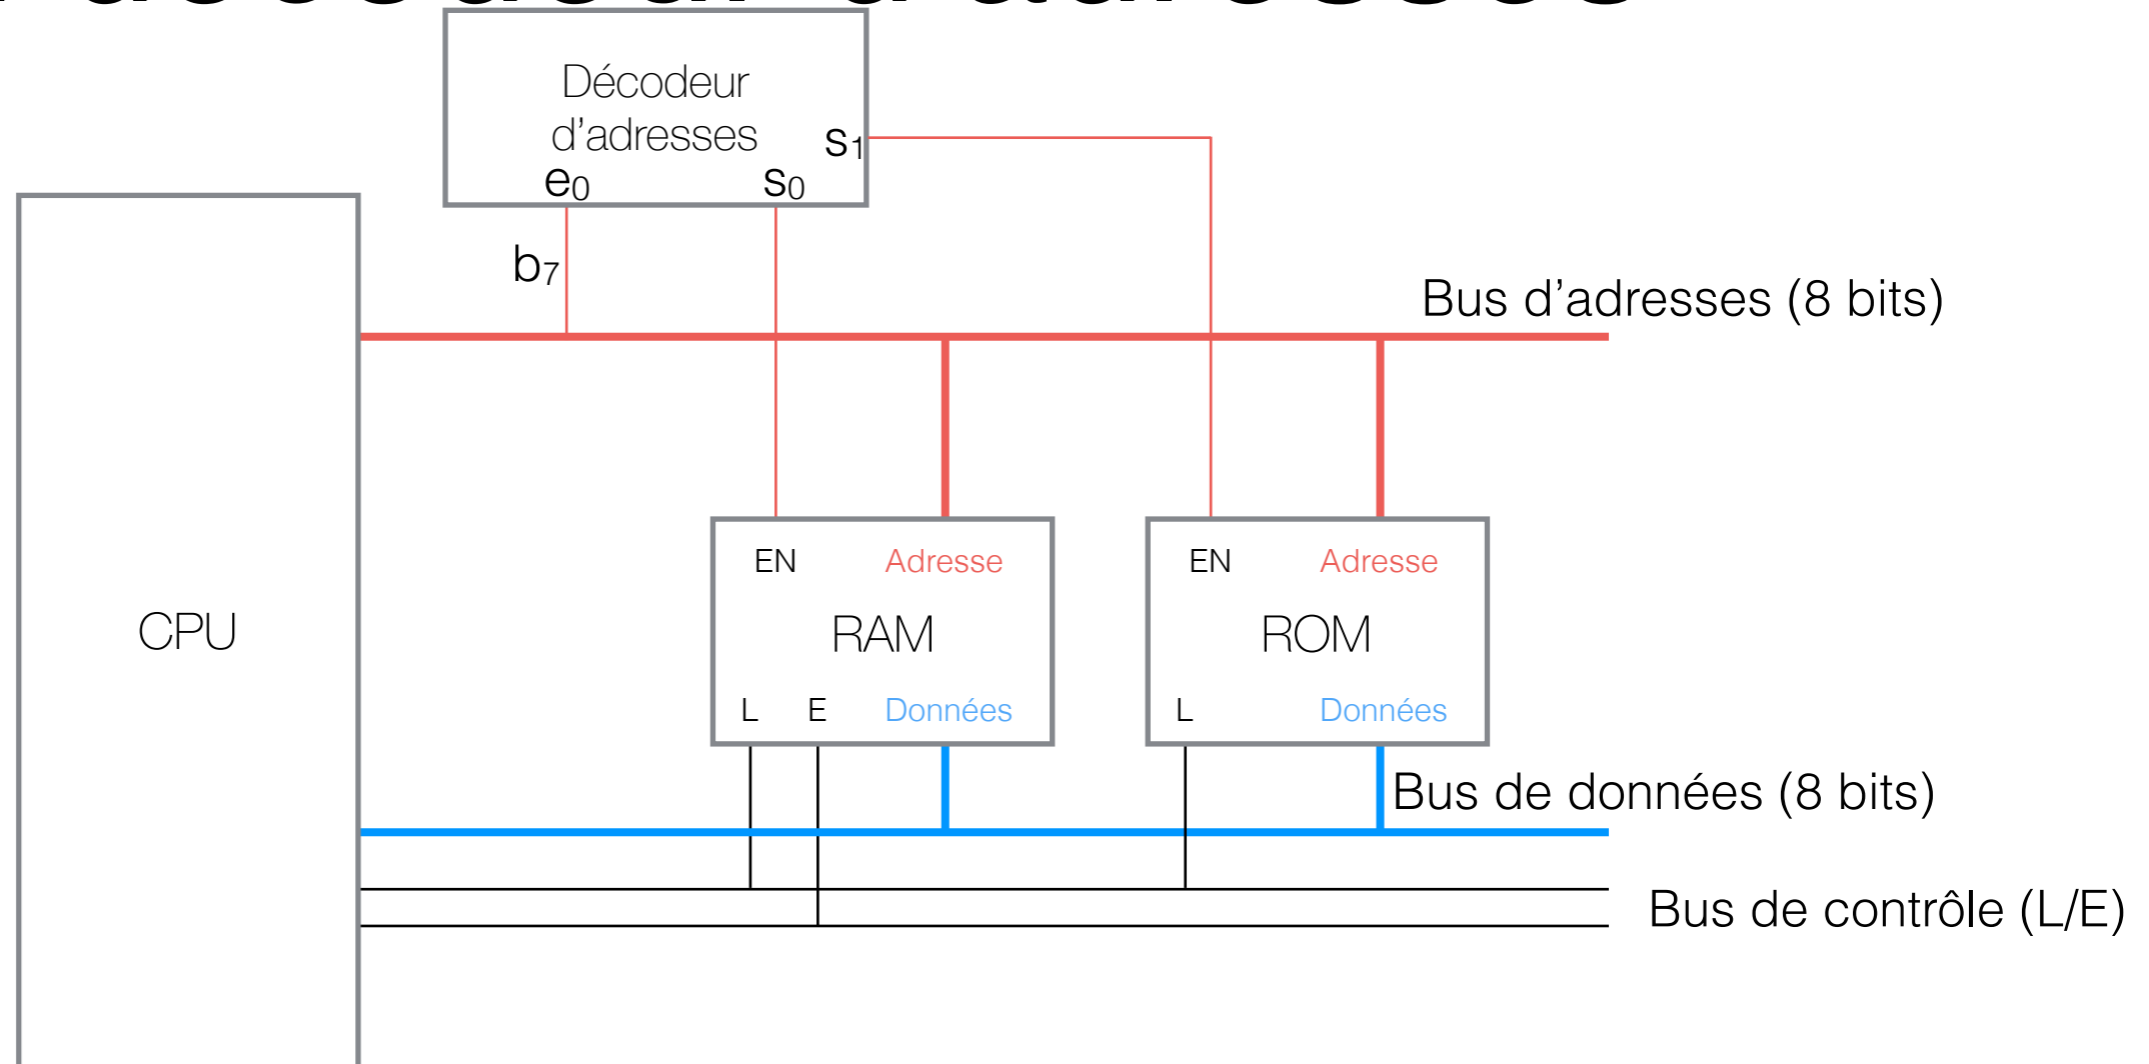 Décodeur
d'adresses
s1
e0 s0
b7
Bus d'adresses (8 bits)
EN Adresse
EN Adresse
CPU
RAM
ROM
L E Données
L Données
Bus de données (8 bits)
Bus de contrôle (L/E)